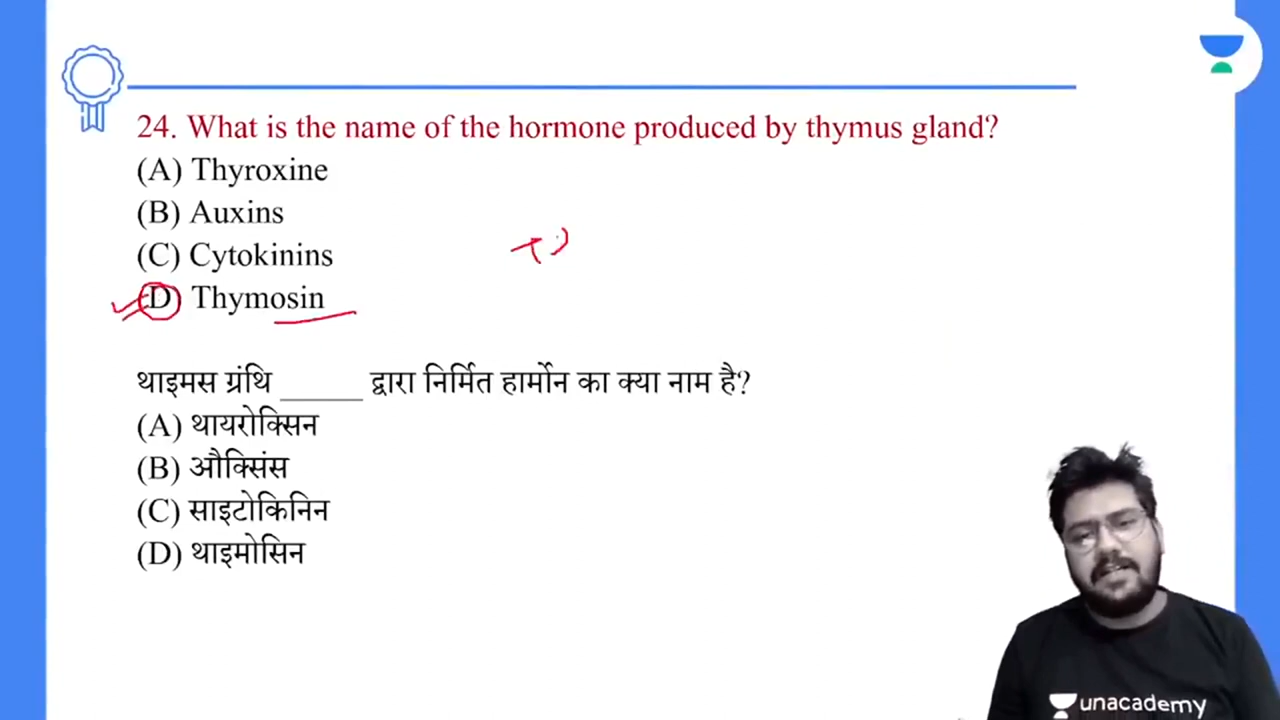 24. What is the name of the hormone produced by thymus gland?
(A) Thyroxine
(B) Auxins
(C) Cytokinins
(D) Thymosin
थाइमस ग्रंथि ______ द्वारा निर्मित हार्मोन का क्या नाम है?
(A) थायरोक्सिन
(B) औक्सिंस
(C) साइटोकिनिन
(D) थाइमोसिन
unacademy